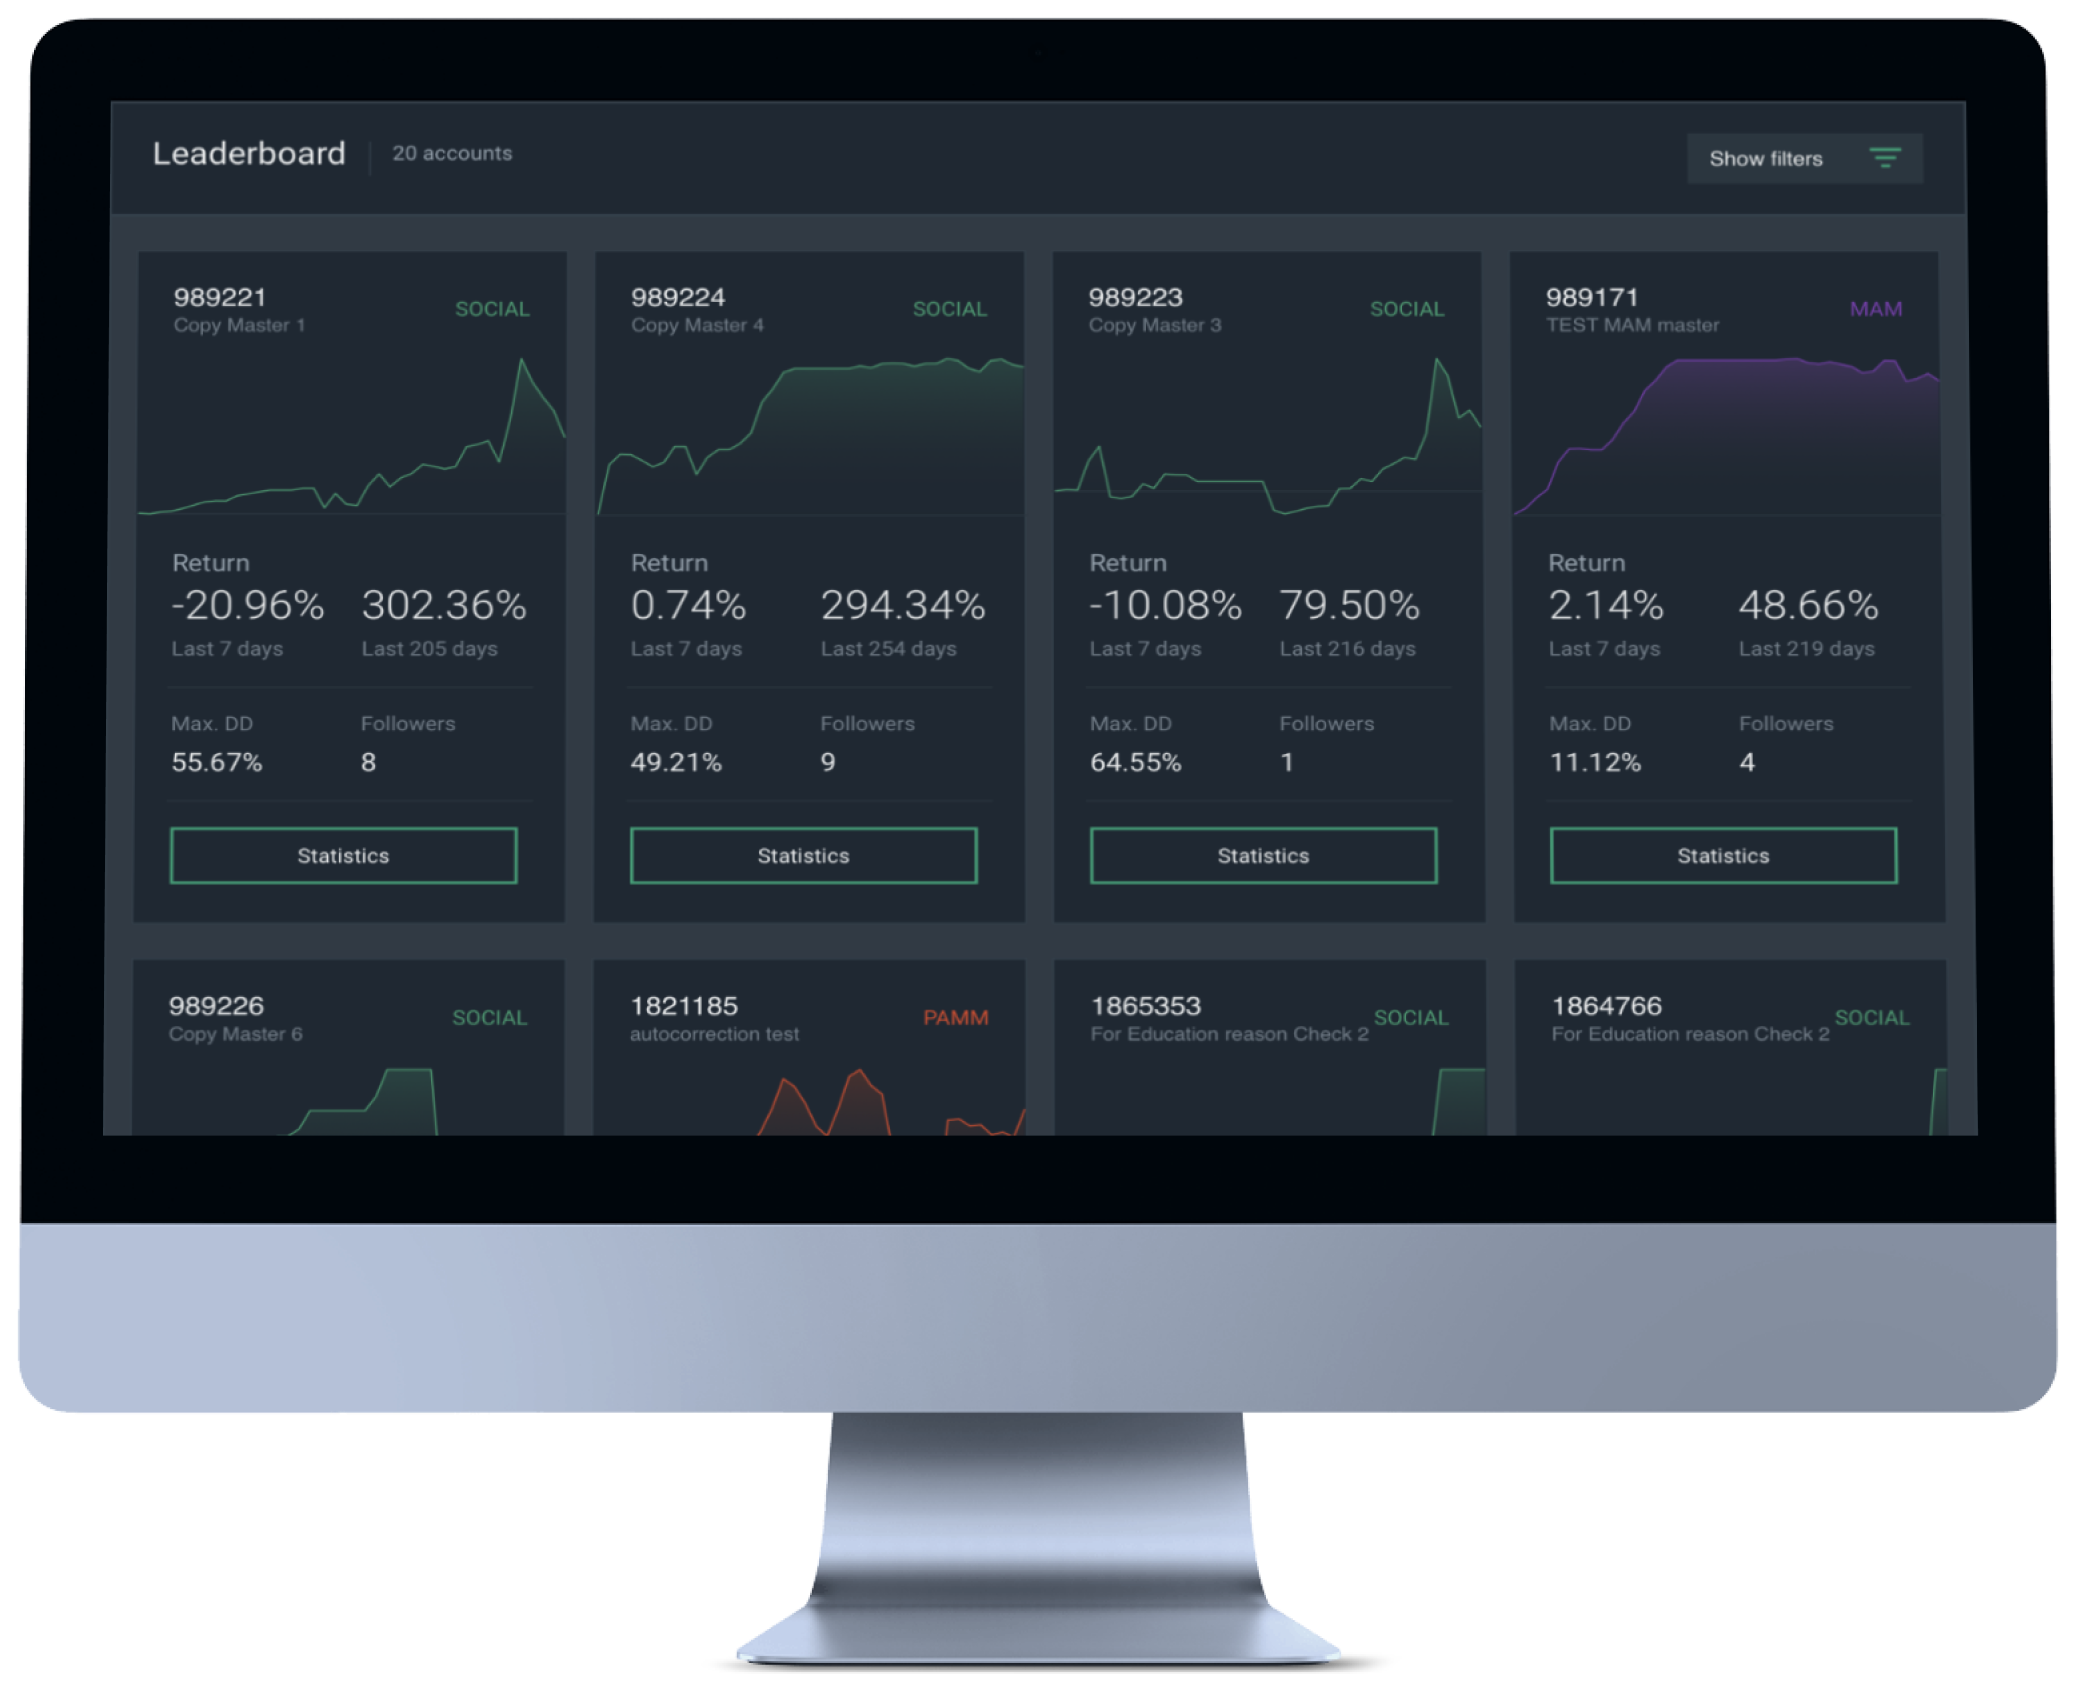 Leaderboard 20 accounts Show filters
989221 SOCIAL
Copy Master 1
Return
-20.96% 302.36%
Last 7 days Last 205 days
Max. DD Followers
55.67% 8
Statistics
989224 SOCIAL
Copy Master 4
Return
0.74% 294.34%
Last 7 days Last 254 days
Max. DD Followers
49.21% 9
Statistics
989223 SOCIAL
Copy Master 3
Return
-10.08% 79.50%
Last 7 days Last 216 days
Max. DD Followers
64.55% 1
Statistics
989171 MAM
TEST MAM master
Return
2.14% 48.66%
Last 7 days Last 219 days
Max. DD Followers
11.12% 4
Statistics
989226 SOCIAL
Copy Master 6
1821185 PAMM
autocorrection test
1865353 SOCIAL
For Education reason Check 2
1864766 SOCIAL
For Education reason Check 2